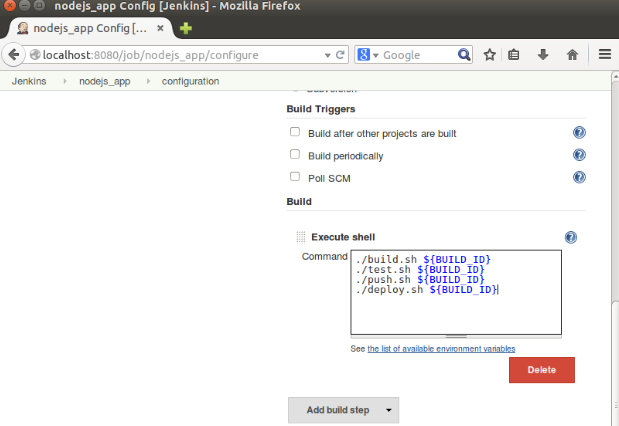 nodejs_app Config [Jenkins] - Mozilla Firefox
nodejs_app Config [...
localhost:8080/job/nodejs_app/configure
Google
Jenkins
nodejs_app
configuration
Subversion
Build Triggers
Build after other projects are built
Build periodically
Poll SCM
Build
Execute shell
Command
./build.sh ${BUILD_ID}
./test.sh ${BUILD_ID}
./push.sh ${BUILD_ID}
./deploy.sh ${BUILD_ID}
See the list of available environment variables
Delete
Add build step